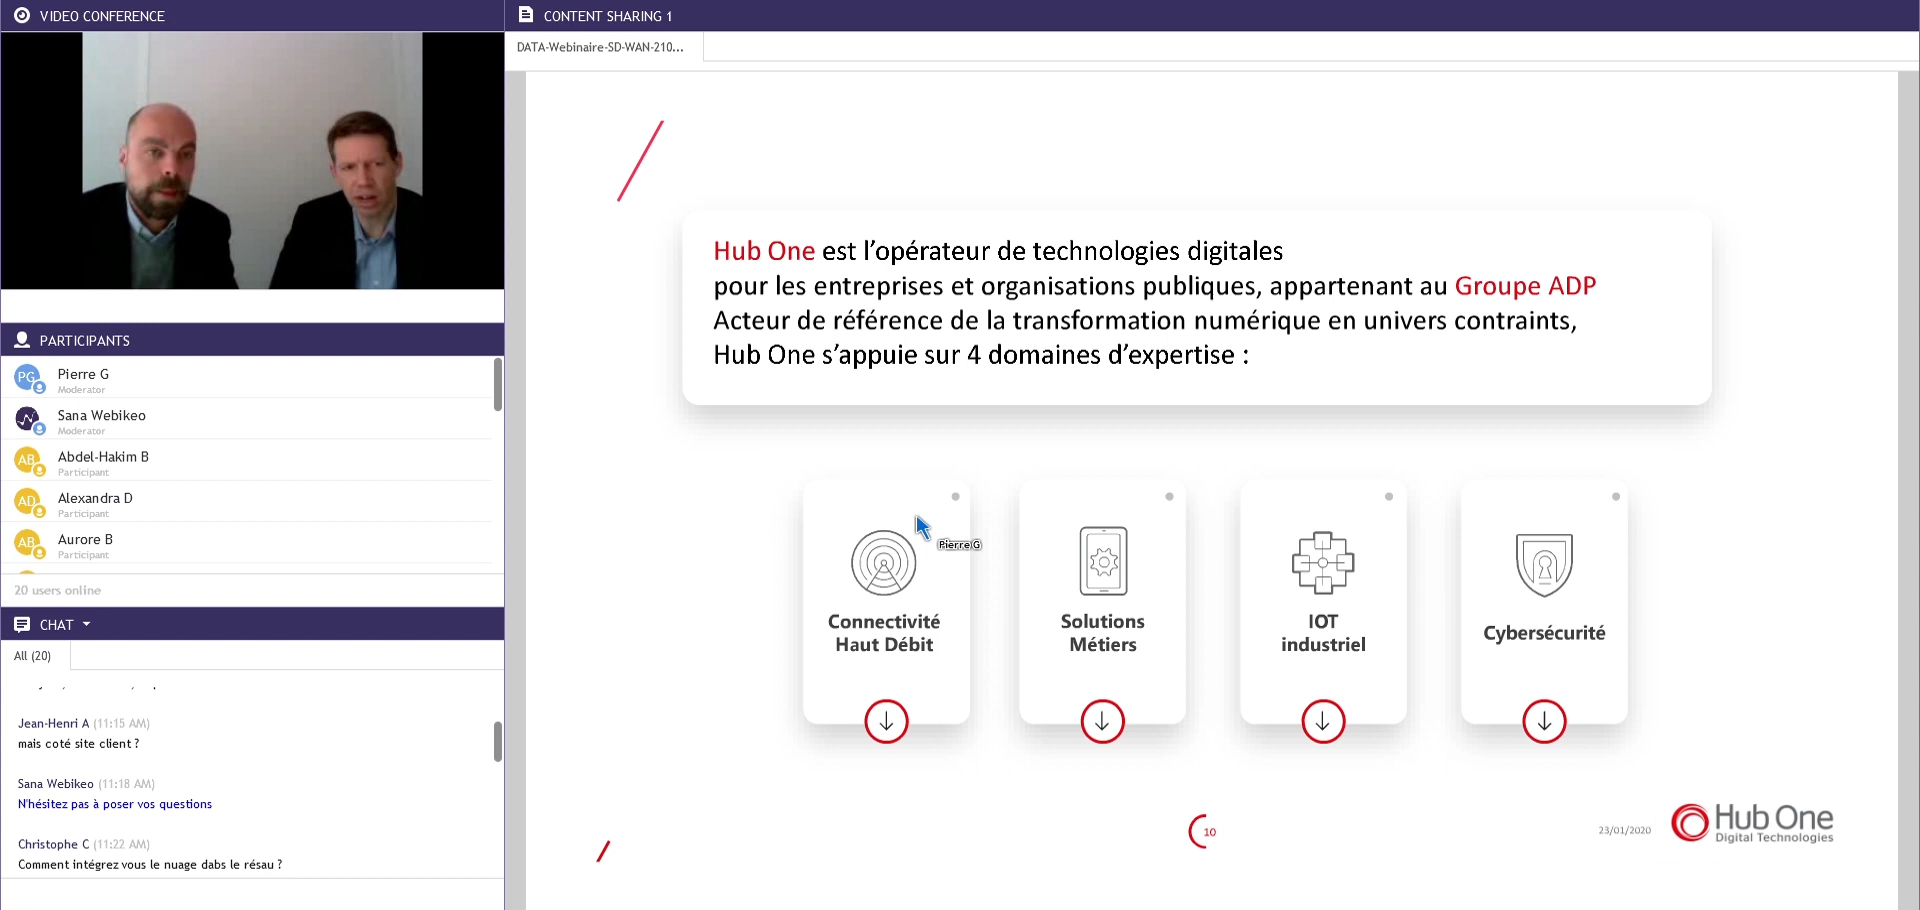 VIDEO CONFERENCE
PARTICIPANTS
PG
Pierre G
Moderator
Sana Webikeo
Moderator
AB
Abdel-Hakim B
Participant
AD
Alexandra D
Participant
AB
Aurore B
Participant
20 users online
CHAT
All (20)
Jean-Henri A (11:15 AM)
mais coté site client ?
Sana Webikeo (11:18 AM)
N'hésitez pas à poser vos questions
Christophe C (11:22 AM)
Comment intégrez vous le nuage dabs le résau ?
CONTENT SHARING 1
DATA-Webinaire-SD-WAN-210...
Hub One est l’opérateur de technologies digitales
pour les entreprises et organisations publiques, appartenant au Groupe ADP
Acteur de référence de la transformation numérique en univers contraints,
Hub One s’appuie sur 4 domaines d’expertise :
Pierre G
Connectivité
Haut Débit
Solutions
Métiers
IOT
industriel
Cybersécurité
10
23/01/2020
Hub One
Digital Technologies